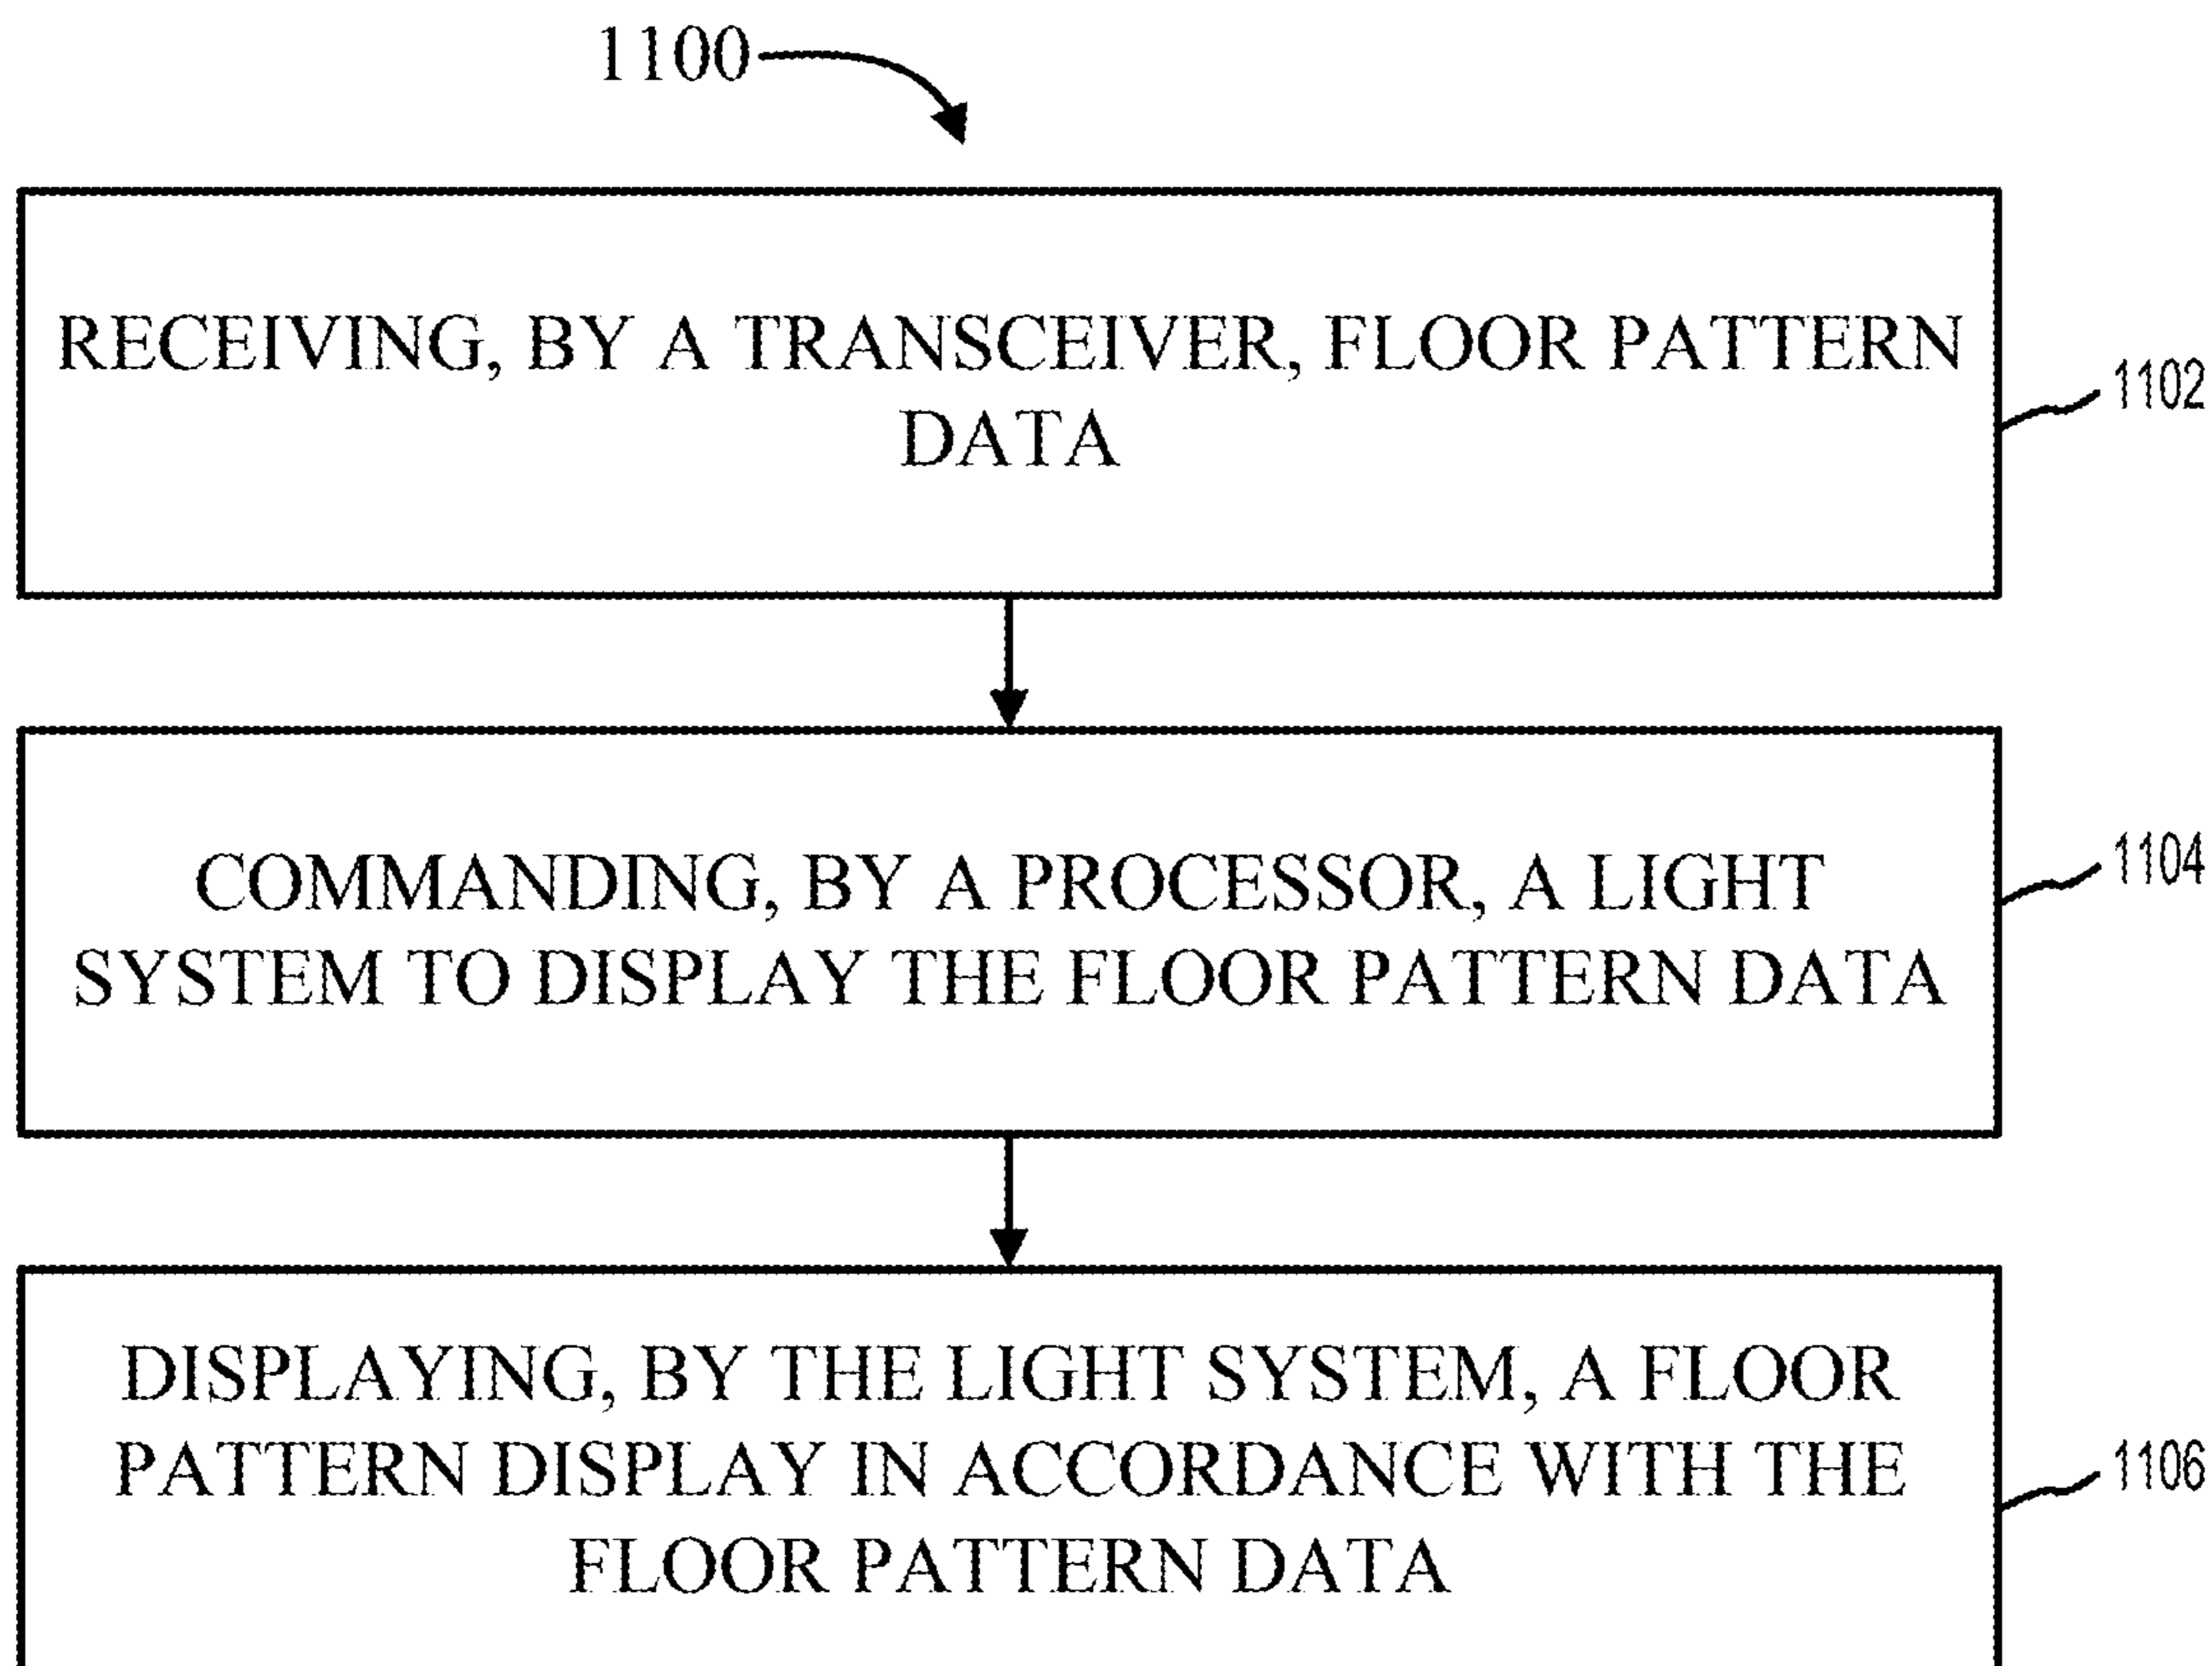 1100
RECEIVING, BY A TRANSCEIVER, FLOOR PATTERN
DATA
1102
COMMANDING, BY A PROCESSOR, A LIGHT
SYSTEM TO DISPLAY THE FLOOR PATTERN DATA
1104
DISPLAYING, BY THE LIGHT SYSTEM, A FLOOR
PATTERN DISPLAY IN ACCORDANCE WITH THE
FLOOR PATTERN DATA
1106